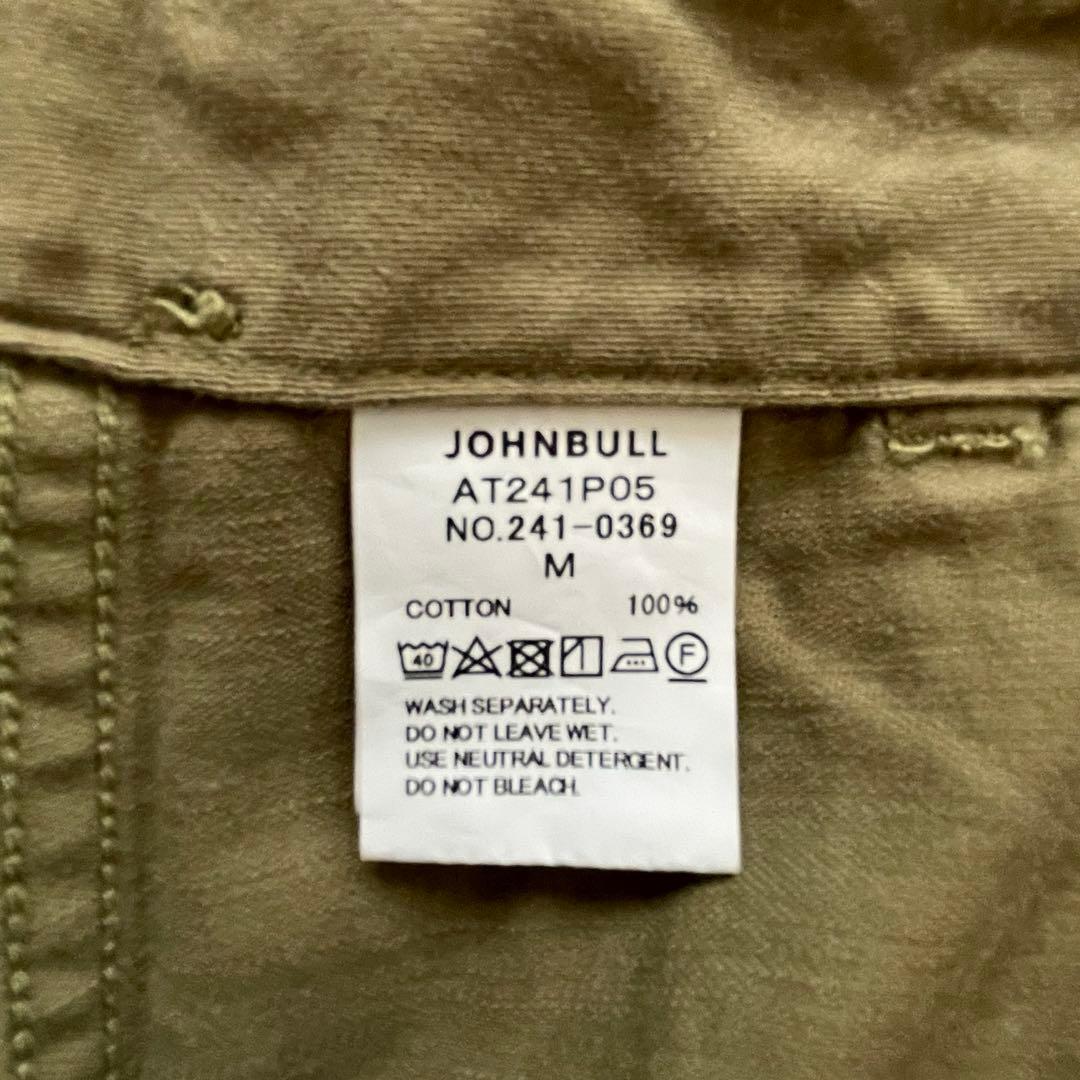 JOHNBULL
AT241P05
NO.241-0369
M
COTTON 100%
40 F
WASH SEPARATELY.
DO NOT LEAVE WET.
USE NEUTRAL DETERGENT.
DO NOT BLEACH.